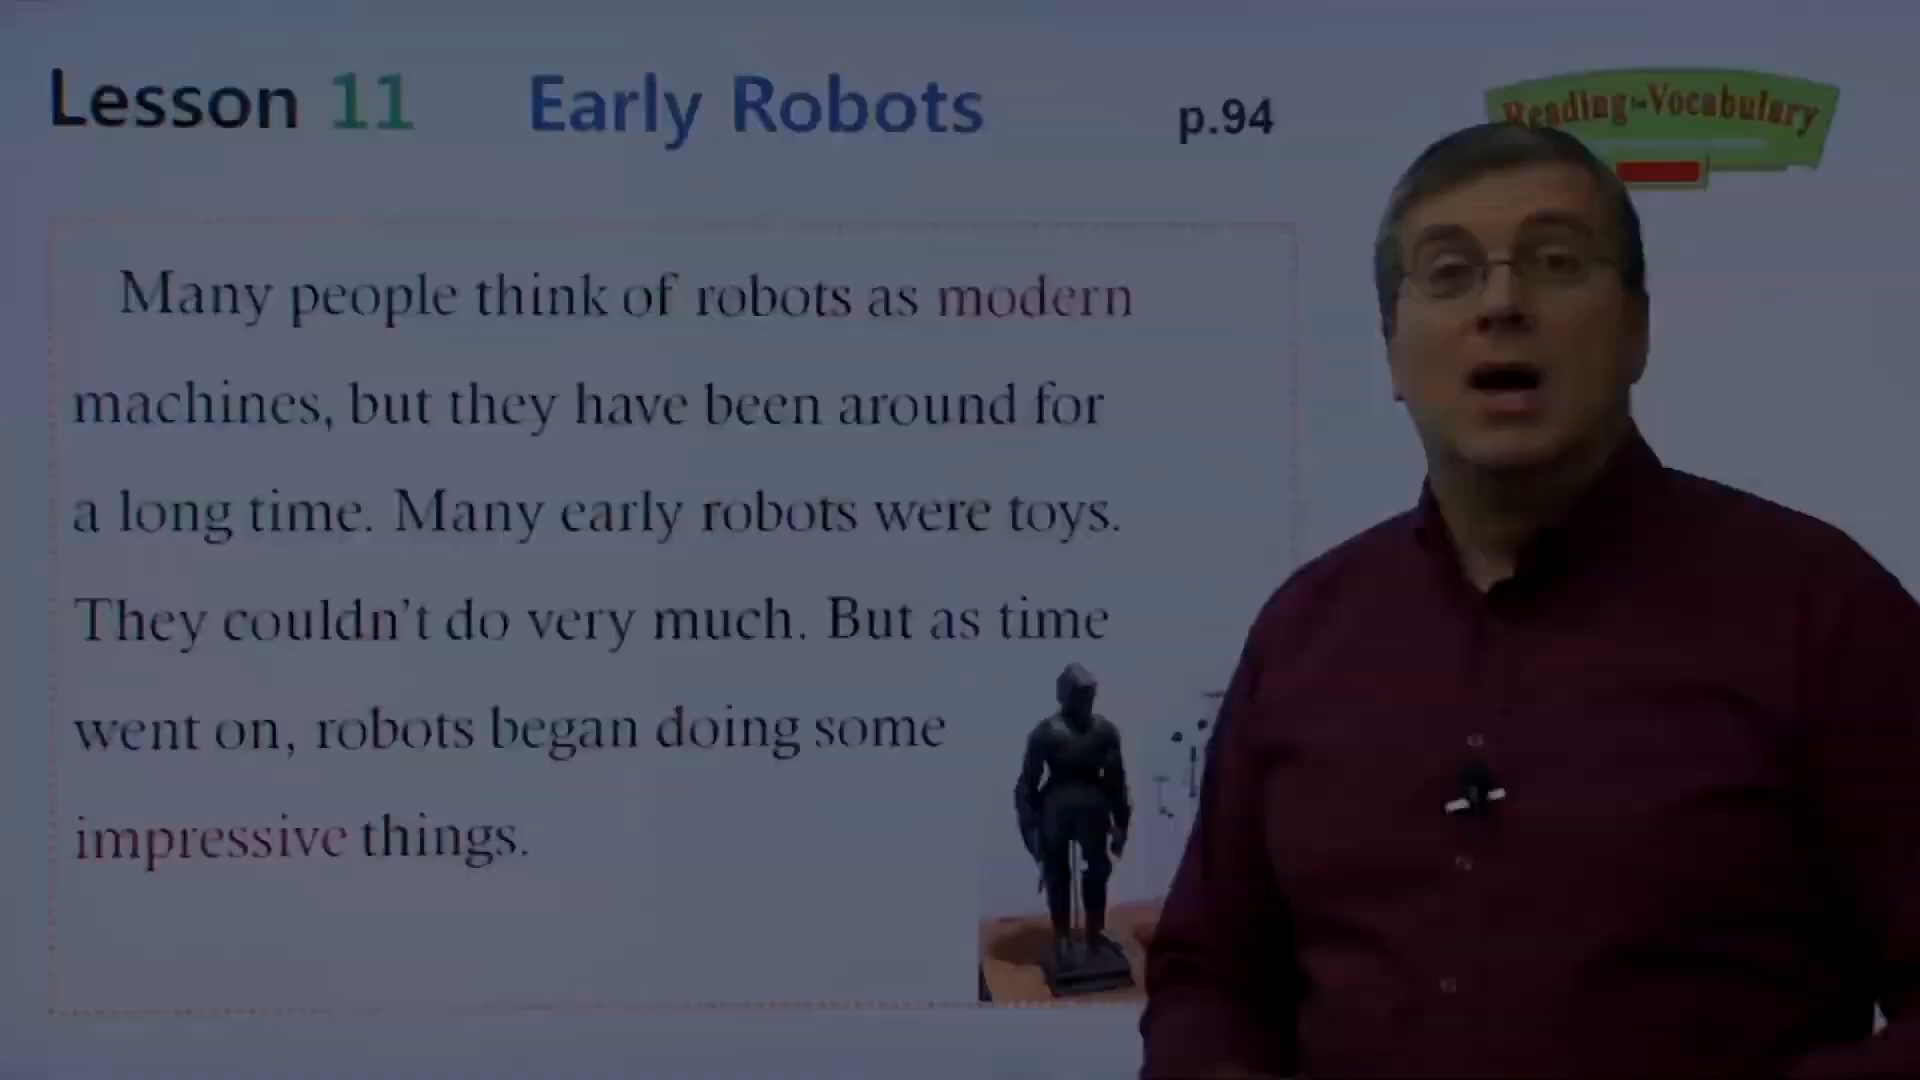 Lesson 11 Early Robots p.94
Reading for Vocabulary
Many people think of robots as modern
machines, but they have been around for
a long time. Many early robots were toys.
They couldn't do very much. But as time
went on, robots began doing some
impressive things.